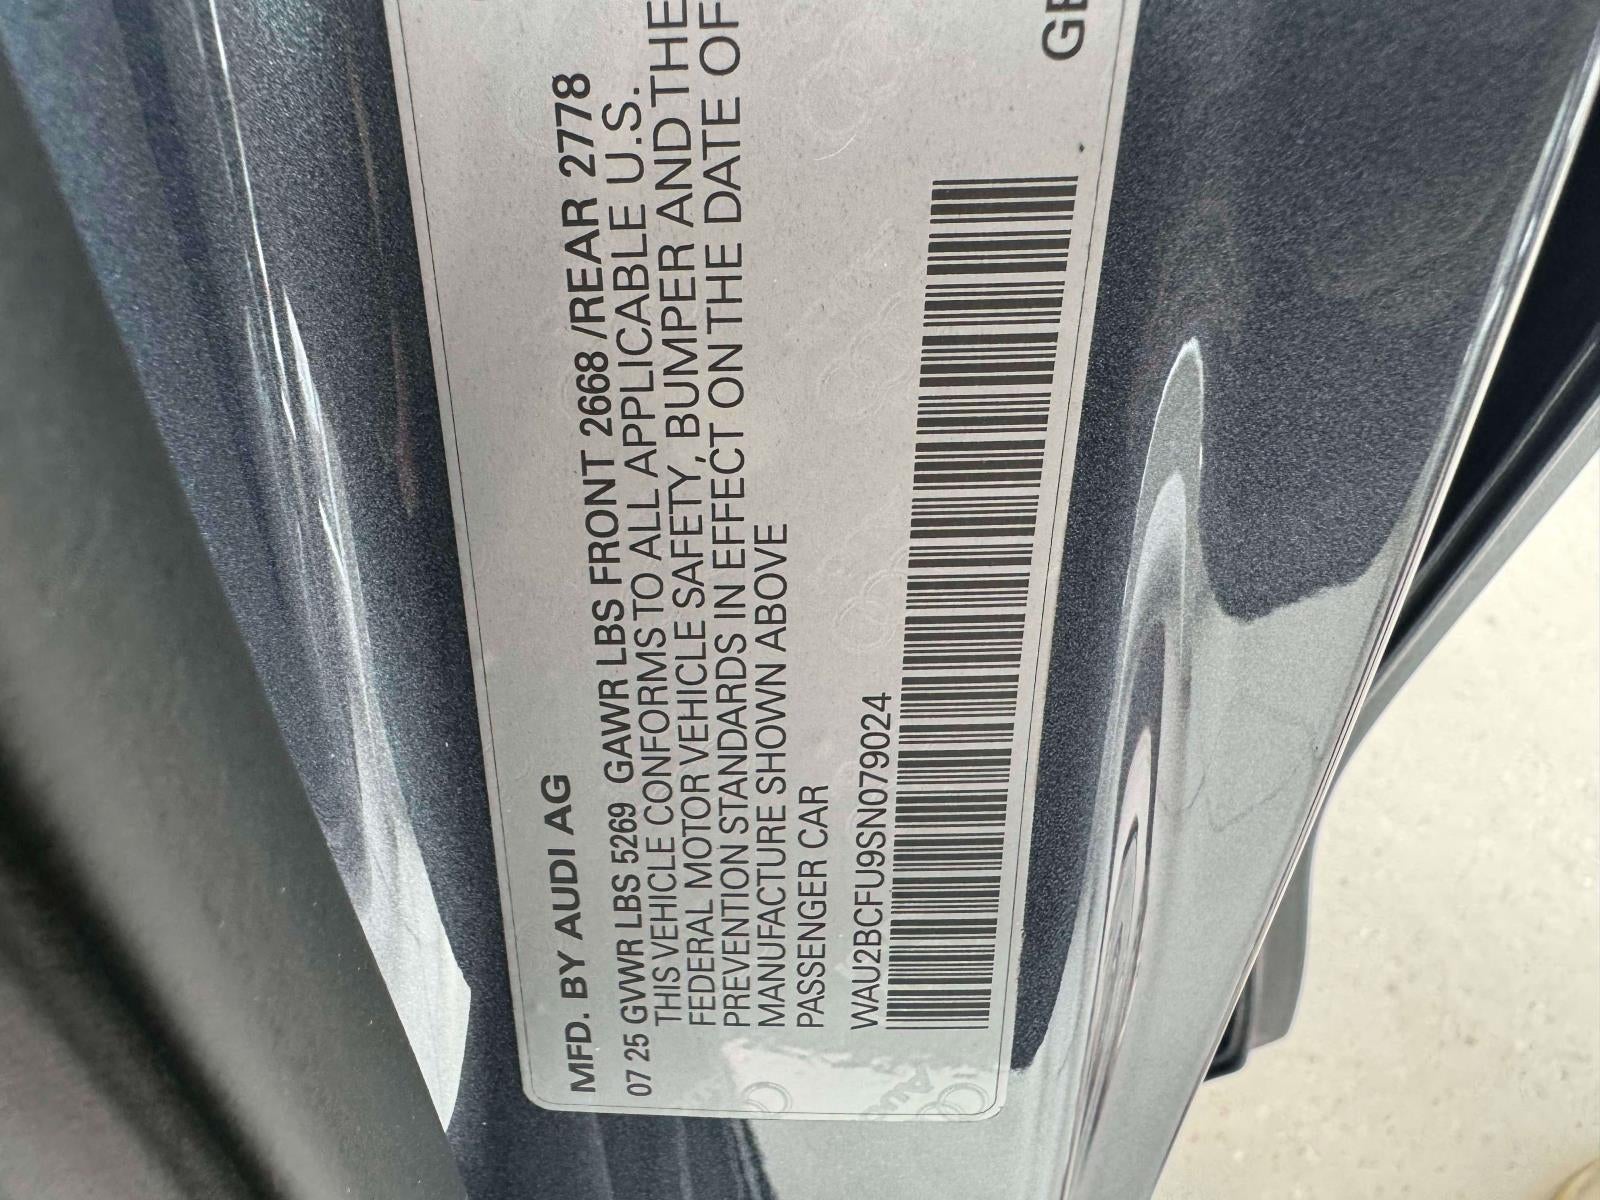 MFD. BY AUDI AG
07 25 GVWR LBS 5269 GAWR LBS FRONT 2668 /REAR 2778
THIS VEHICLE CONFORMS TO ALL APPLICABLE U.S.
FEDERAL MOTOR VEHICLE SAFETY, BUMPER AND THE
PREVENTION STANDARDS IN EFFECT ON THE DATE OF
MANUFACTURE SHOWN ABOVE
PASSENGER CAR
WAU2BCFU9SN079024